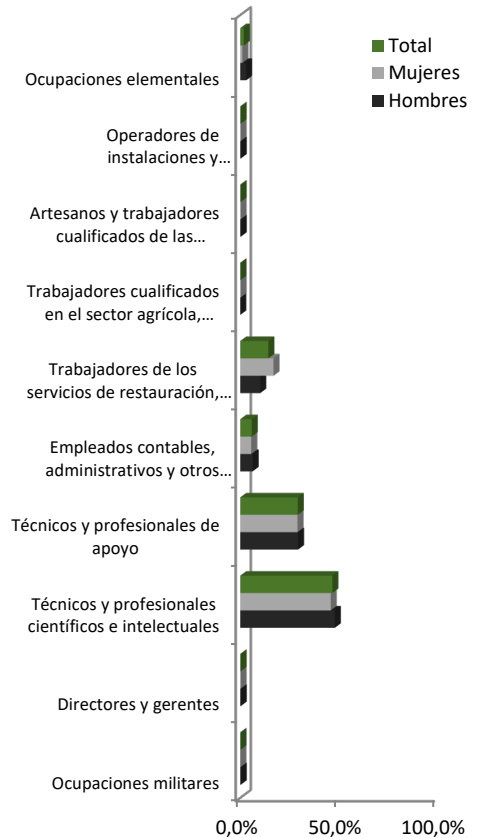 Total
Mujeres
Hombres
Ocupaciones elementales
Operadores de
instalaciones y...
Artesanos y trabajadores
cualificados de las...
Trabajadores cualificados
en el sector agrícola,...
Trabajadores de los
servicios de restauración,...
Empleados contables,
administrativos y otros...
Técnicos y profesionales de
apoyo
Técnicos y profesionales
científicos e intelectuales
Directores y gerentes
Ocupaciones militares
0,0% 50,0% 100,0%